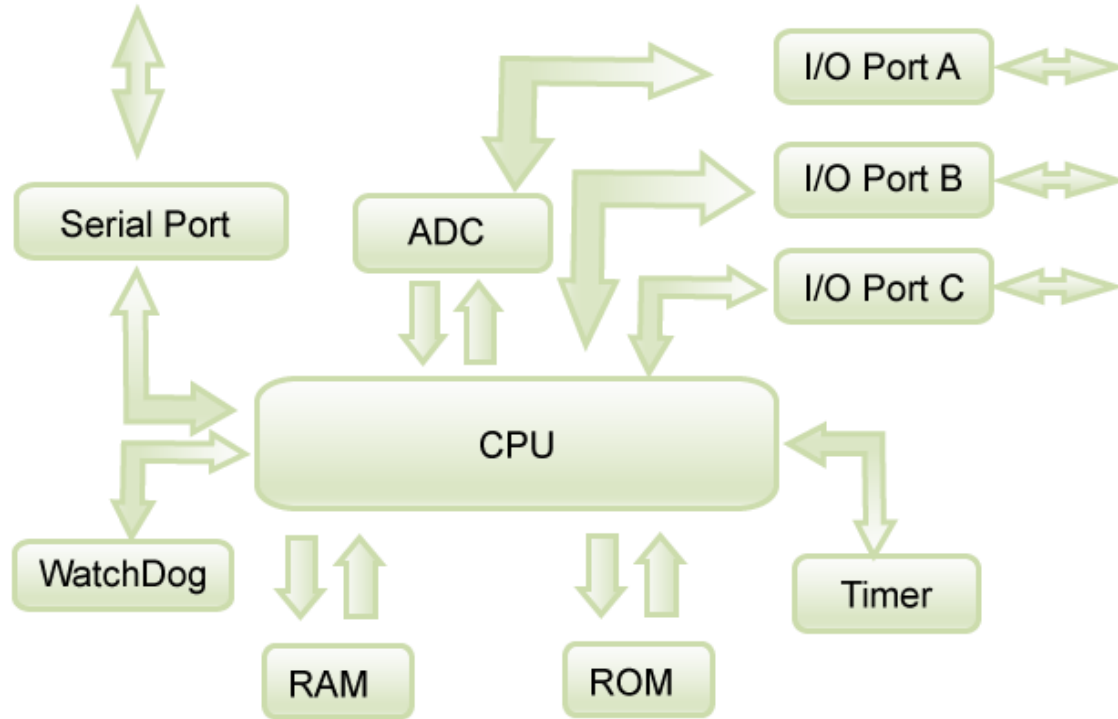 I/O Port A
I/O Port B
Serial Port
ADC
I/O Port C
CPU
WatchDog
Timer
RAM
ROM